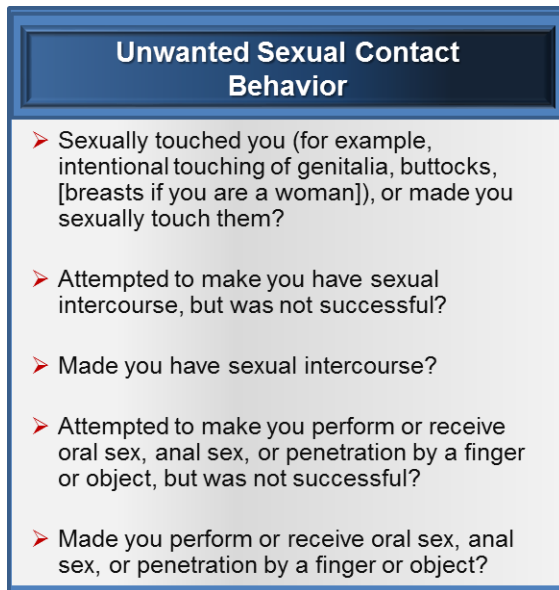 Unwanted Sexual Contact
Behavior
➢ Sexually touched you (for example,
intentional touching of genitalia, buttocks,
[breasts if you are a woman]), or made you
sexually touch them?
➢ Attempted to make you have sexual
intercourse, but was not successful?
➢ Made you have sexual intercourse?
➢ Attempted to make you perform or receive
oral sex, anal sex, or penetration by a finger
or object, but was not successful?
➢ Made you perform or receive oral sex, anal
sex, or penetration by a finger or object?